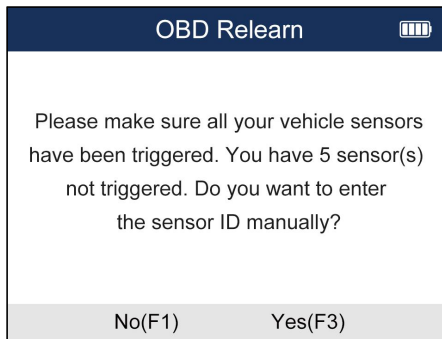 OBD Relearn
Please make sure all your vehicle sensors
have been triggered. You have 5 sensor(s)
not triggered. Do you want to enter
the sensor ID manually?
No(F1) Yes(F3)